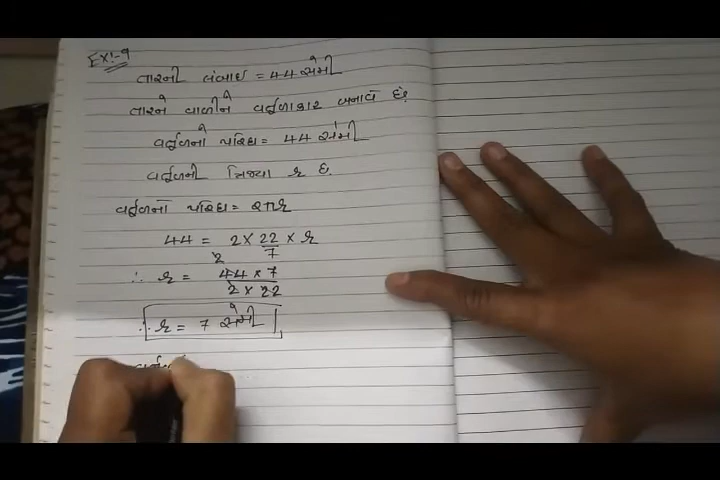 Ex:-9
તારની લંબાઇ = 44 સેમી
તારને વાળીને વર્તુળાકાર બનાવે છે.
વર્તુળનો પરિઘ = 44 સેમી
વર્તુળની ત્રિજ્યા r છે.
વર્તુળનો પરિઘ = 2πr
44 = 2 × 22/7 × r
∴ r = 44 × 7 / 2 × 22
∴ r = 7 સેમી